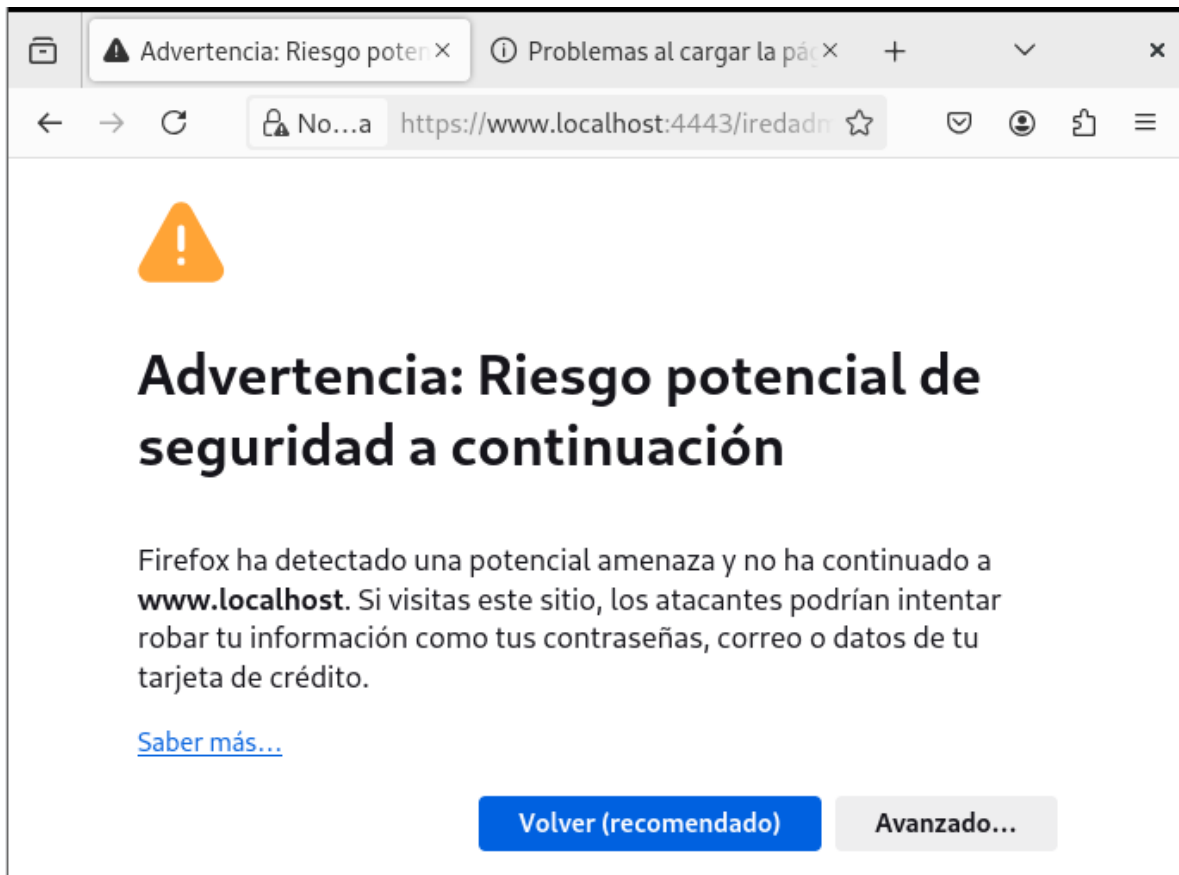 Advertencia: Riesgo poten
Problemas al cargar la pág
No…a https://www.localhost:4443/iredadm
Advertencia: Riesgo potencial de
seguridad a continuación
Firefox ha detectado una potencial amenaza y no ha continuado a
www.localhost. Si visitas este sitio, los atacantes podrían intentar
robar tu información como tus contraseñas, correo o datos de tu
tarjeta de crédito.
Saber más…
Volver (recomendado)
Avanzado…